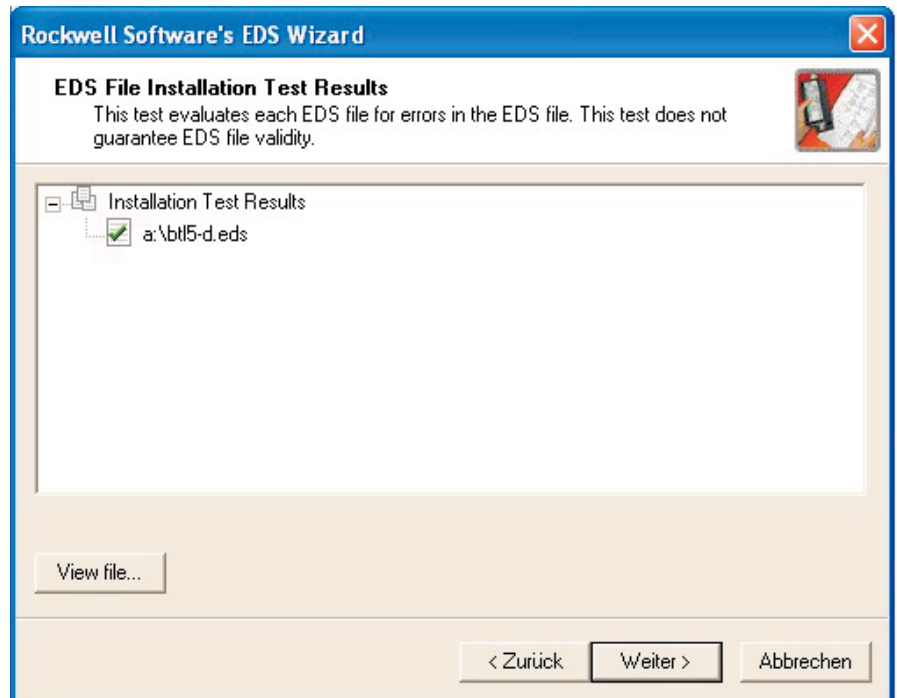 Rockwell Software's EDS Wizard
EDS File Installation Test Results
This test evaluates each EDS file for errors in the EDS file. This test does not
guarantee EDS file validity.
Installation Test Results
a:\btl5-d.eds
View file...
< Zurück
Weiter >
Abbrechen